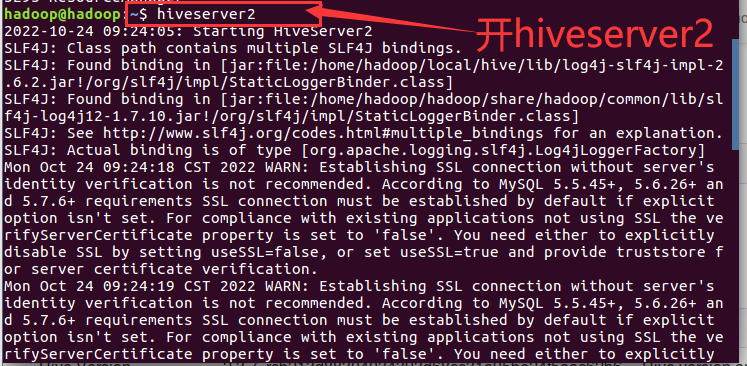 hadoop@hadoop:~$ hiveserver2
开hiveserver2
2022-10-24 09:24:05: Starting HiveServer2
SLF4J: Class path contains multiple SLF4J bindings.
SLF4J: Found binding in [jar:file:/home/hadoop/local/hive/lib/log4j-slf4j-impl-2
.6.2.jar!/org/slf4j/impl/StaticLoggerBinder.class]
SLF4J: Found binding in [jar:file:/home/hadoop/hadoop/share/hadoop/common/lib/sl
f4j-log4j12-1.7.10.jar!/org/slf4j/impl/StaticLoggerBinder.class]
SLF4J: See http://www.slf4j.org/codes.html#multiple_bindings for an explanation.
SLF4J: Actual binding is of type [org.apache.logging.slf4j.Log4jLoggerFactory]
Mon Oct 24 09:24:18 CST 2022 WARN: Establishing SSL connection without server's
identity verification is not recommended. According to MySQL 5.5.45+, 5.6.26+ an
d 5.7.6+ requirements SSL connection must be established by default if explicit
option isn't set. For compliance with existing applications not using SSL the ve
rifyServerCertificate property is set to 'false'. You need either to explicitly
disable SSL by setting useSSL=false, or set useSSL=true and provide truststore f
or server certificate verification.
Mon Oct 24 09:24:19 CST 2022 WARN: Establishing SSL connection without server's
identity verification is not recommended. According to MySQL 5.5.45+, 5.6.26+ an
d 5.7.6+ requirements SSL connection must be established by default if explicit
option isn't set. For compliance with existing applications not using SSL the ve
rifyServerCertificate property is set to 'false'. You need either to explicitly